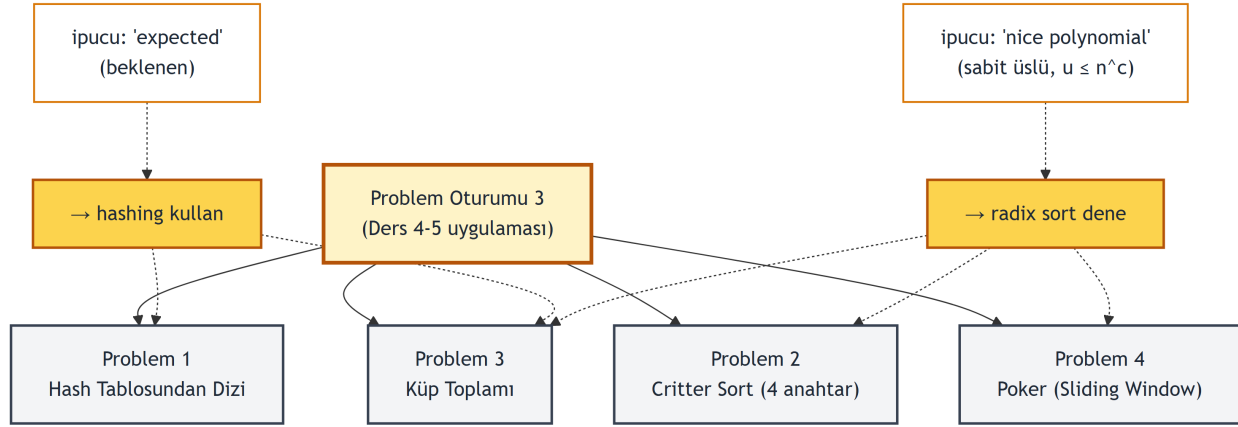 ipucu: 'expected'
(beklenen)
ipucu: 'nice polynomial'
(sabit üslü, u ≤ n^c)
→ hashing kullan
Problem Oturumu 3
(Ders 4-5 uygulaması)
→ radix sort dene
Problem 1
Hash Tablosundan Dizi
Problem 3
Küp Toplamı
Problem 2
Critter Sort (4 anahtar)
Problem 4
Poker (Sliding Window)